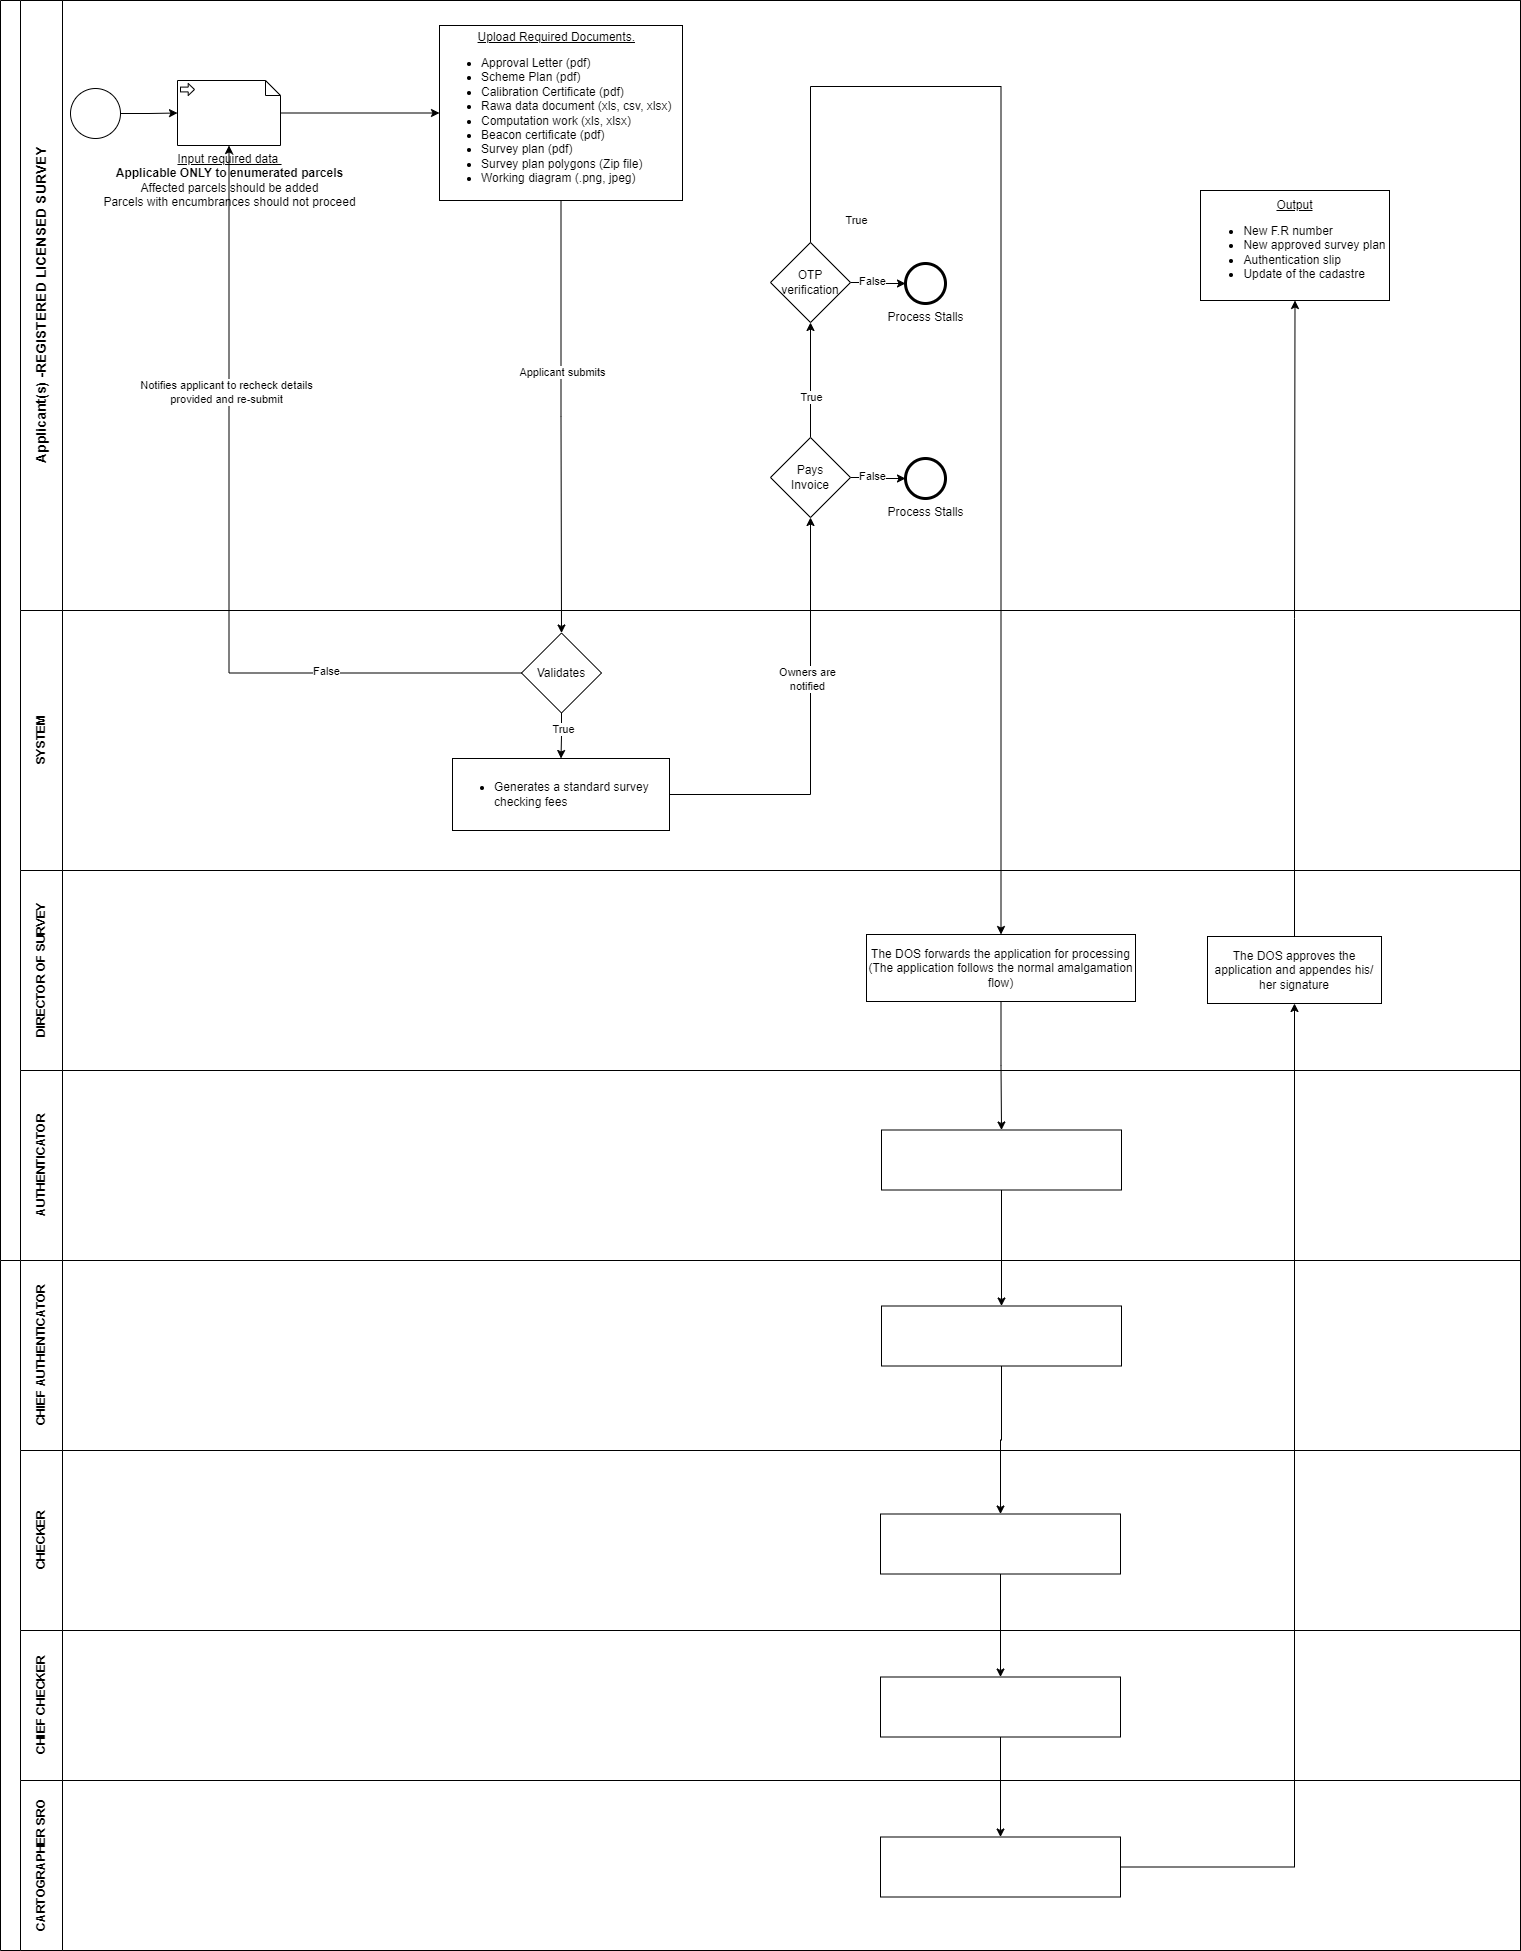 Applicant(s) -REGISTERED LICENSED SURVEY
Input required data
Applicable ONLY to enumerated parcels
Affected parcels should be added
Parcels with encumbrances should not proceed
Upload Required Documents.
Approval Letter (pdf)
Scheme Plan (pdf)
Calibration Certificate (pdf)
Rawa data document (xls, csv, xlsx)
Computation work (xls, xlsx)
Beacon certificate (pdf)
Survey plan (pdf)
Survey plan polygons (Zip file)
Working diagram (.png, jpeg)
Notifies applicant to recheck details
provided and re-submit
Applicant submits
True
OTP
verification
False
Process Stalls
True
Pays
Invoice
False
Process Stalls
Output
New F.R number
New approved survey plan
Authentication slip
Update of the cadastre
SYSTEM
Validates
False
True
Generates a standard survey
checking fees
Owners are
notified
DIRECTOR OF SURVEY
The DOS forwards the application for processing
(The application follows the normal amalgamation
flow)
The DOS approves the
application and appendes his/
her signature
AUTHENTICATOR
CHIEF AUTHENTICATOR
CHECKER
CHIEF CHECKER
CARTOGRAPHER SRO